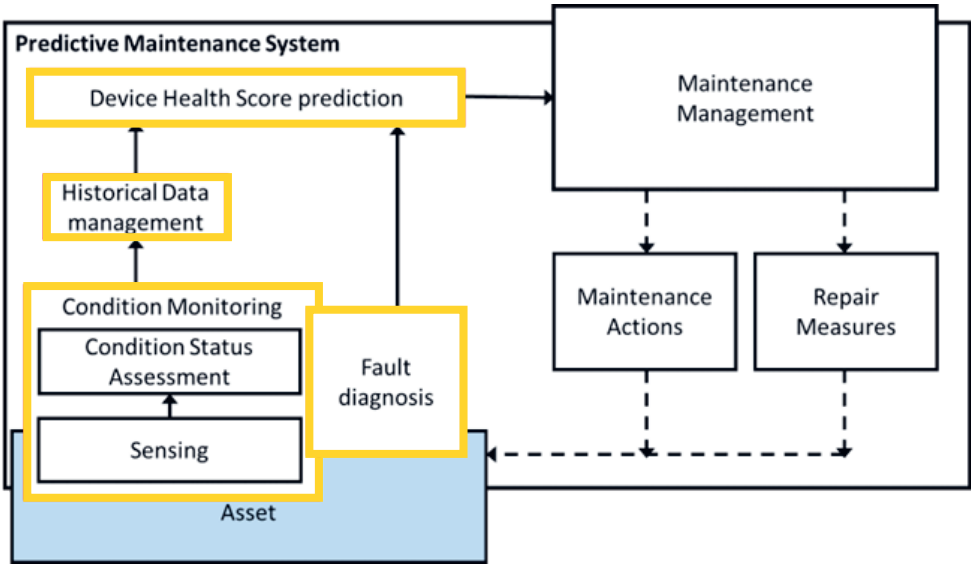 Predictive Maintenance System
Device Health Score prediction
Maintenance
Management
Historical Data
management
Condition Monitoring
Condition Status
Assessment
Sensing
Fault
diagnosis
Maintenance
Actions
Repair
Measures
Asset